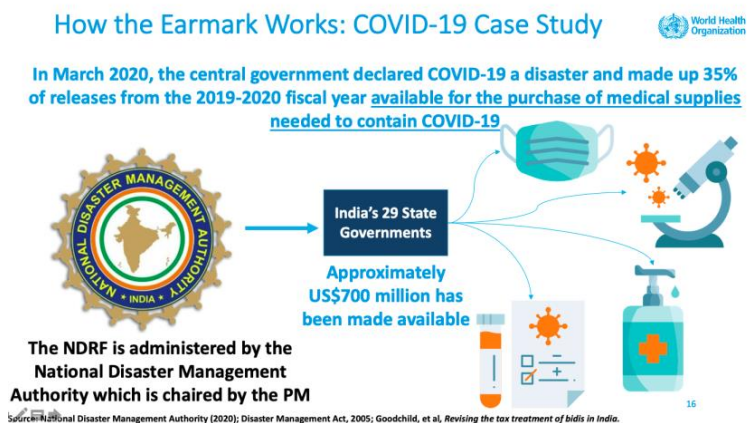 How the Earmark Works: COVID-19 Case Study
World Health
Organization
In March 2020, the central government declared COVID-19 a disaster and made up 35%
of releases from the 2019-2020 fiscal year available for the purchase of medical supplies
needed to contain COVID-19
NATIONAL DISASTER MANAGEMENT AUTHORITY
INDIA
India's 29 State
Governments
Approximately
US$700 million has
been made available
The NDRF is administered by the
National Disaster Management
Authority which is chaired by the PM
16
Source: National Disaster Management Authority (2020); Disaster Management Act, 2005; Goodchild, et al, Revising the tax treatment of bidis in India.